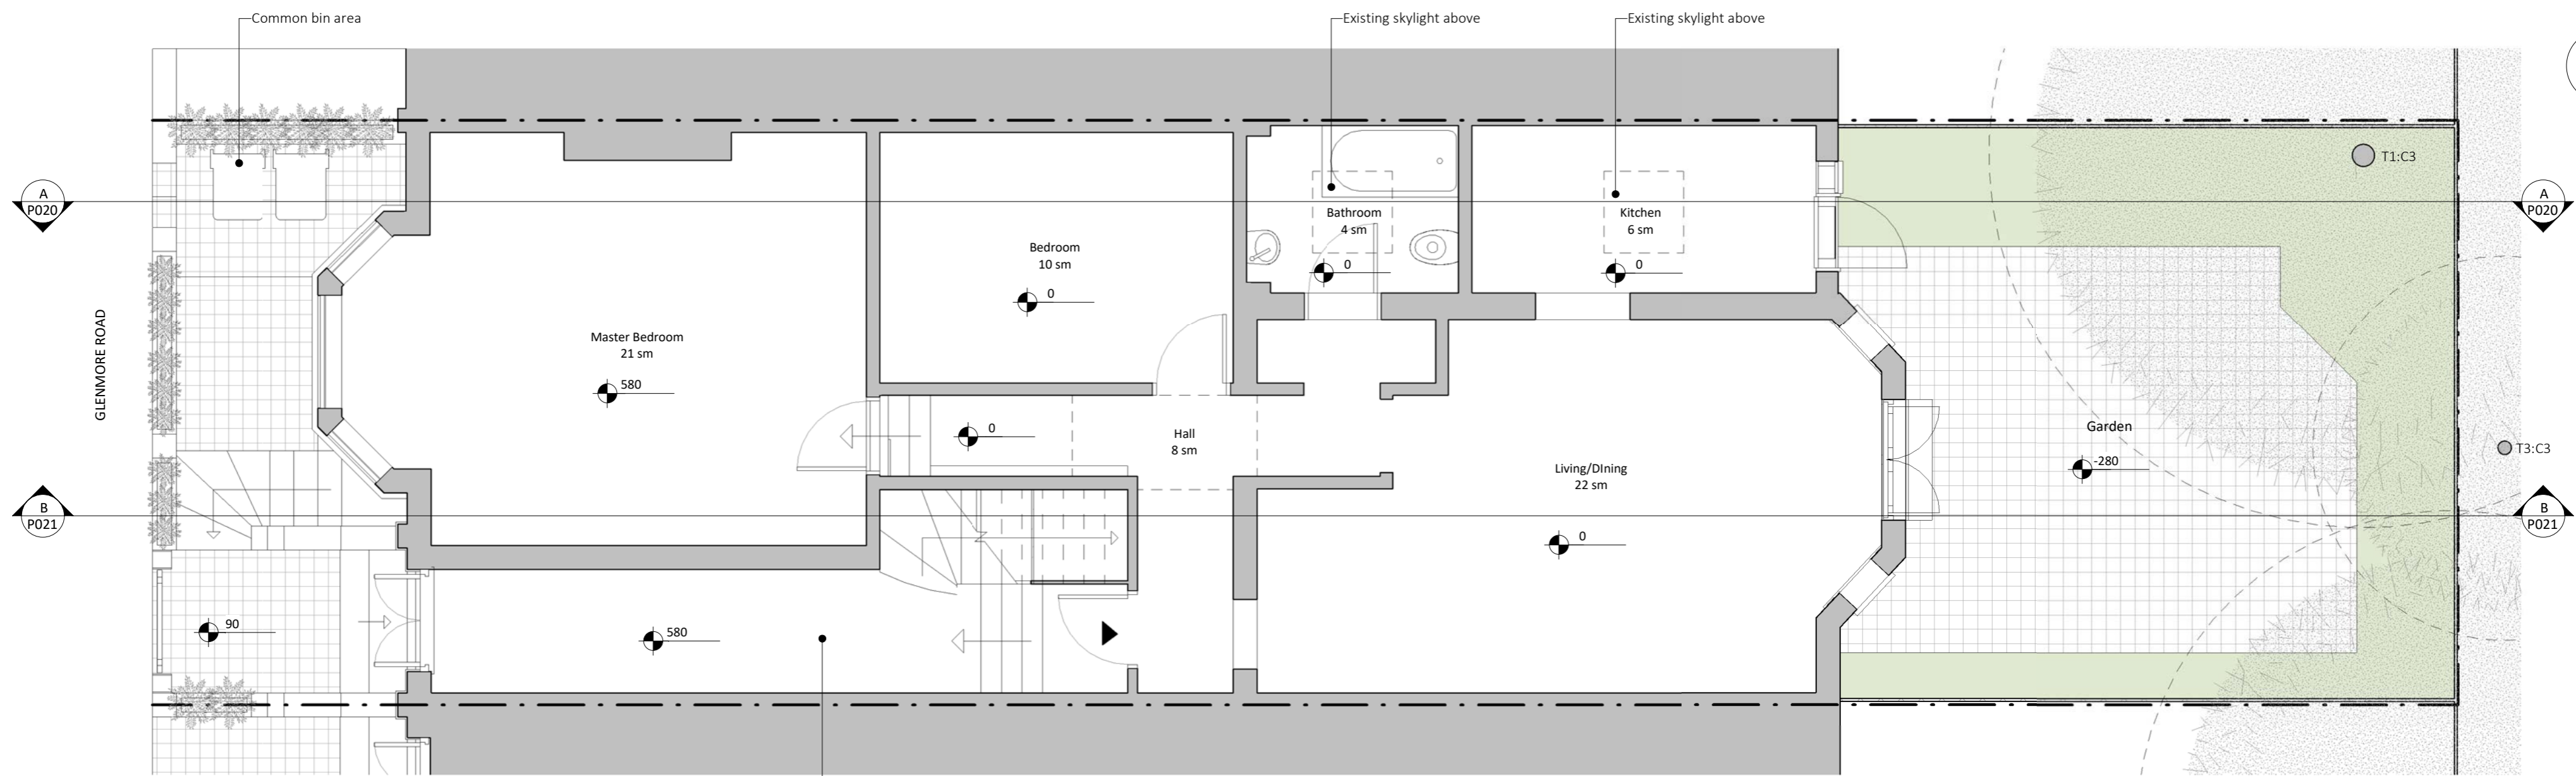 Common bin area
Existing skylight above
Existing skylight above
T1:C3
A
P020
A
P020
Bathroom
4 sm
Kitchen
6 sm
Bedroom
10 sm
0
0
0
GLENMORE ROAD
Master Bedroom
21 sm
580
0
Hall
8 sm
Garden
-280
T3:C3
Living/DIning
22 sm
0
B
P021
B
P021
90
580